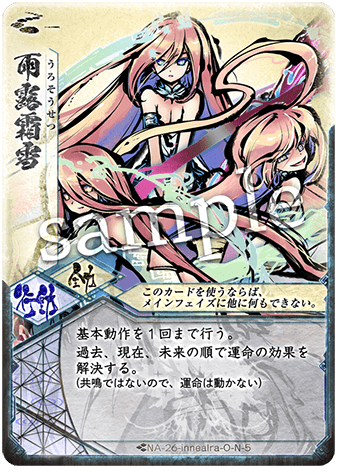 雨露霜雪
うろそうせつ
sample
行動
全力
このカードを使うならば、
メインフェイズに他に何もできない。
基本動作を1回まで行う。
過去、現在、未来の順で運命の効果を
解決する。
(共鳴ではないので、運命は動かない)
NA-26-innealra-O-N-5